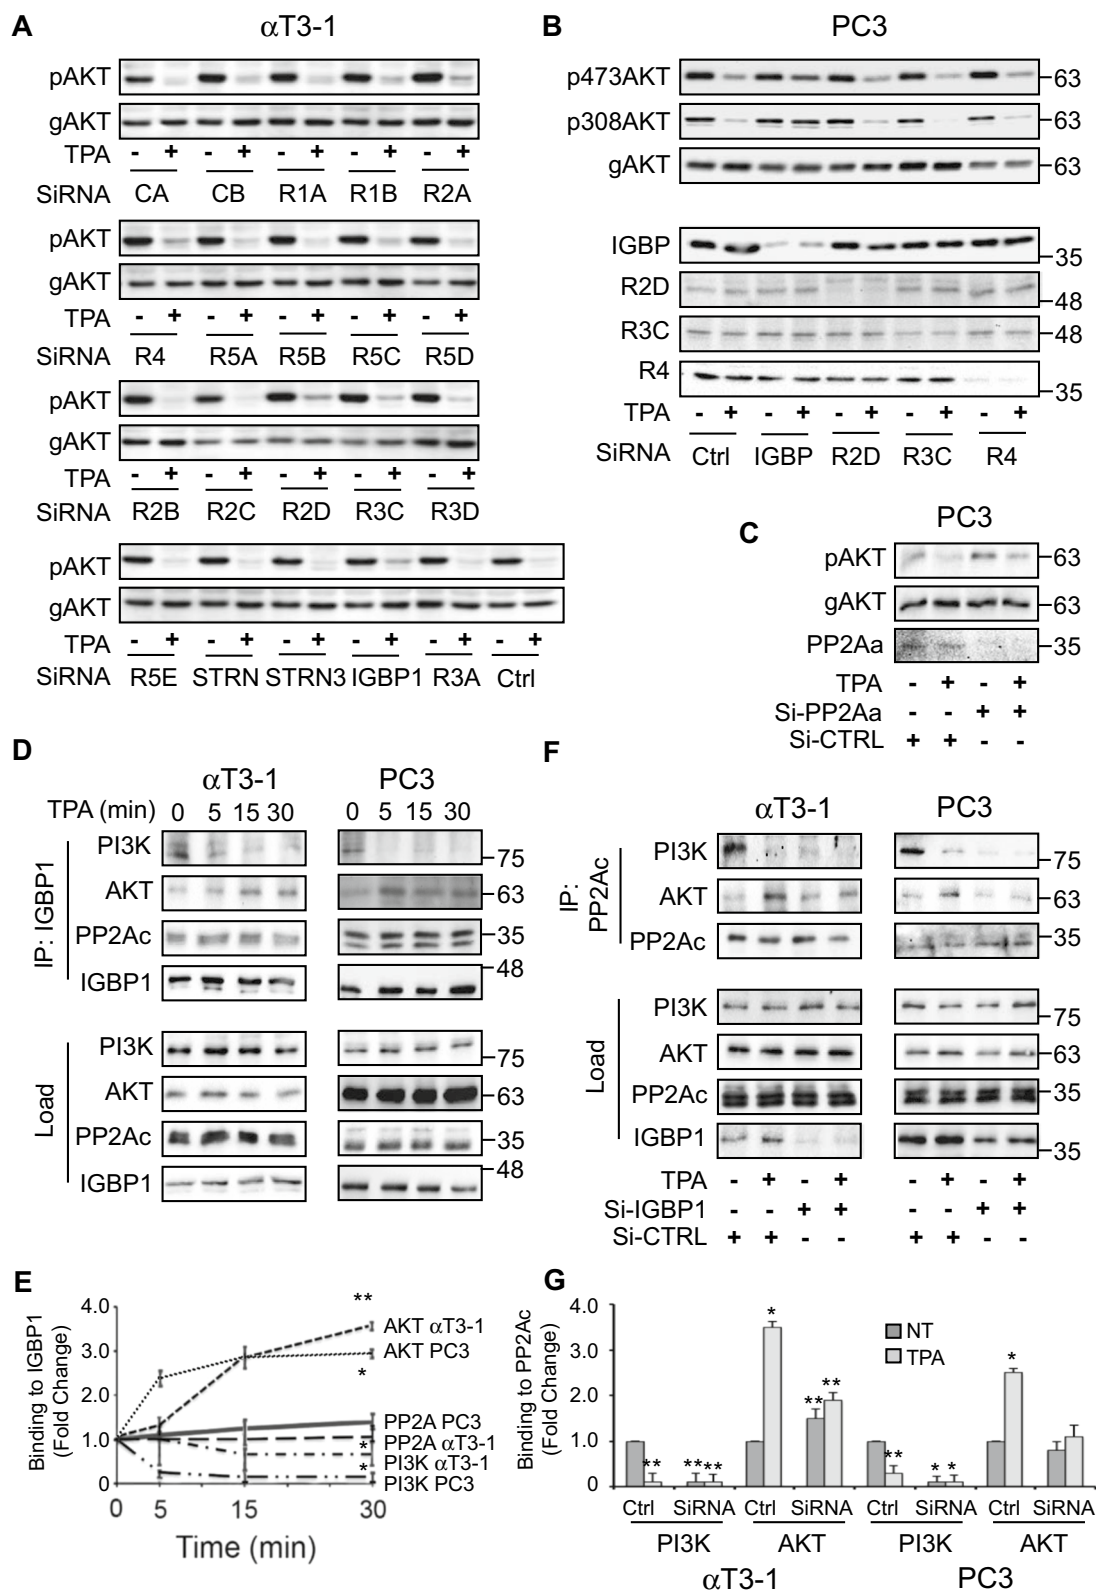 A
αT3-1
pAKT
gAKT
TPA - + - + - + - + - +
SiRNA CA CB R1A R1B R2A
pAKT
gAKT
TPA - + - + - + - + - +
SiRNA R4 R5A R5B R5C R5D
pAKT
gAKT
TPA - + - + - + - + - +
SiRNA R2B R2C R2D R3C R3D
pAKT
gAKT
TPA - + - + - + - + - + - +
SiRNA R5E STRN STRN3 IGBP1 R3A Ctrl
B
PC3
p473AKT 63
p308AKT 63
gAKT 63
IGBP 35
R2D 48
R3C 48
R4 35
TPA - + - + - + - + - +
SiRNA Ctrl IGBP R2D R3C R4
C
PC3
pAKT 63
gAKT 63
PP2Aa 35
TPA - + - +
Si-PP2Aa - - + +
Si-CTRL + + - -
D
αT3-1 PC3
TPA (min) 0 5 15 30 0 5 15 30
IP: IGBP1
PI3K 75
AKT 63
PP2Ac 35
IGBP1 48
Load
PI3K 75
AKT 63
PP2Ac 35
IGBP1 48
F
αT3-1 PC3
IP:
PP2Ac
PI3K 75
AKT 63
PP2Ac 35
Load
PI3K 75
AKT 63
PP2Ac 35
IGBP1 35
TPA - + - + - + - +
Si-IGBP1 - - + + - - + +
Si-CTRL + + - - + + - -
E
Binding to IGBP1
(Fold Change)
4.0
3.0
2.0
1.0
0
**
AKT αT3-1
AKT PC3
*
PP2A PC3
PP2A αT3-1
*
PI3K αT3-1
*
PI3K PC3
0 5 15 30
Time (min)
G
Binding to PP2Ac
(Fold Change)
4.0
3.0
2.0
1.0
0
NT
TPA
** ** ** * ** ** ** * * *
Ctrl SiRNA Ctrl SiRNA Ctrl SiRNA Ctrl SiRNA
PI3K AKT PI3K AKT
αT3-1 PC3